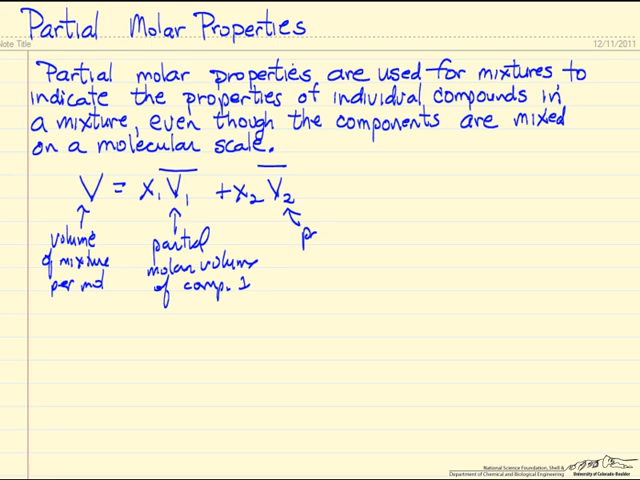 Partial Molar Properties
Note Title
12/11/2011
Partial molar properties are used for mixtures to
indicate the properties of individual compounds in
a mixture, even though the components are mixed
on a molecular scale.
V = x₁ V̅₁ + x₂ V̅₂
volume
of mixture
per mol
partial
molar volume
of comp. 1
p
National Science Foundation, Shell &
Department of Chemical and Biological Engineering
University of Colorado Boulder